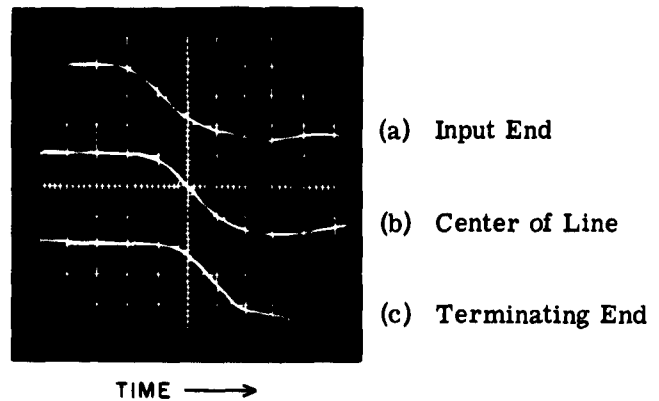 (a) Input End
(b) Center of Line
(c) Terminating End
TIME